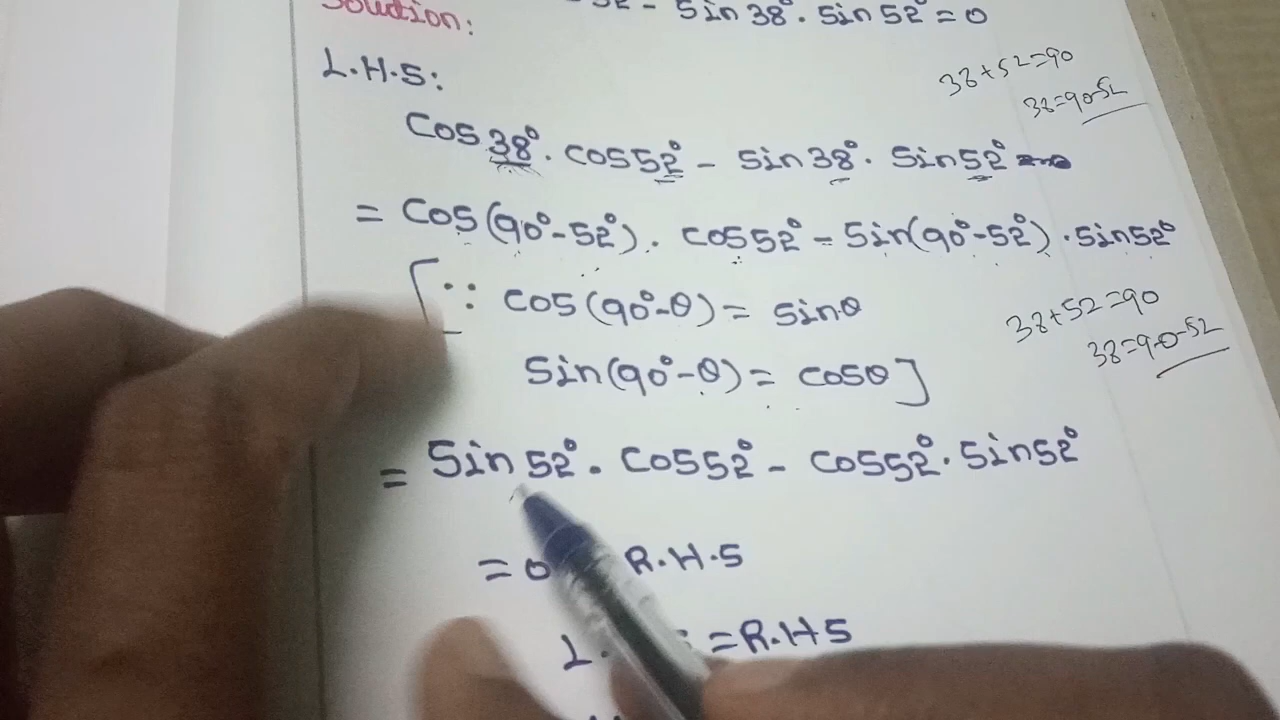 Solution:
52 - Sin 38°. Sin 52° = 0
L.H.S:
38+52=90
38=90-52
Cos 38°. cos 52° - Sin 38°. Sin 52°
= Cos(90°-52°). cos 52° - Sin(90°-52°). Sin 52°
[∵ cos(90°-θ) = sinθ
38+52=90
38=90-52
Sin(90°-θ) = cosθ]
= Sin 52°. Cos 52° - cos 52°. Sin 52°
= 0 R.H.S
L. = R.H.S